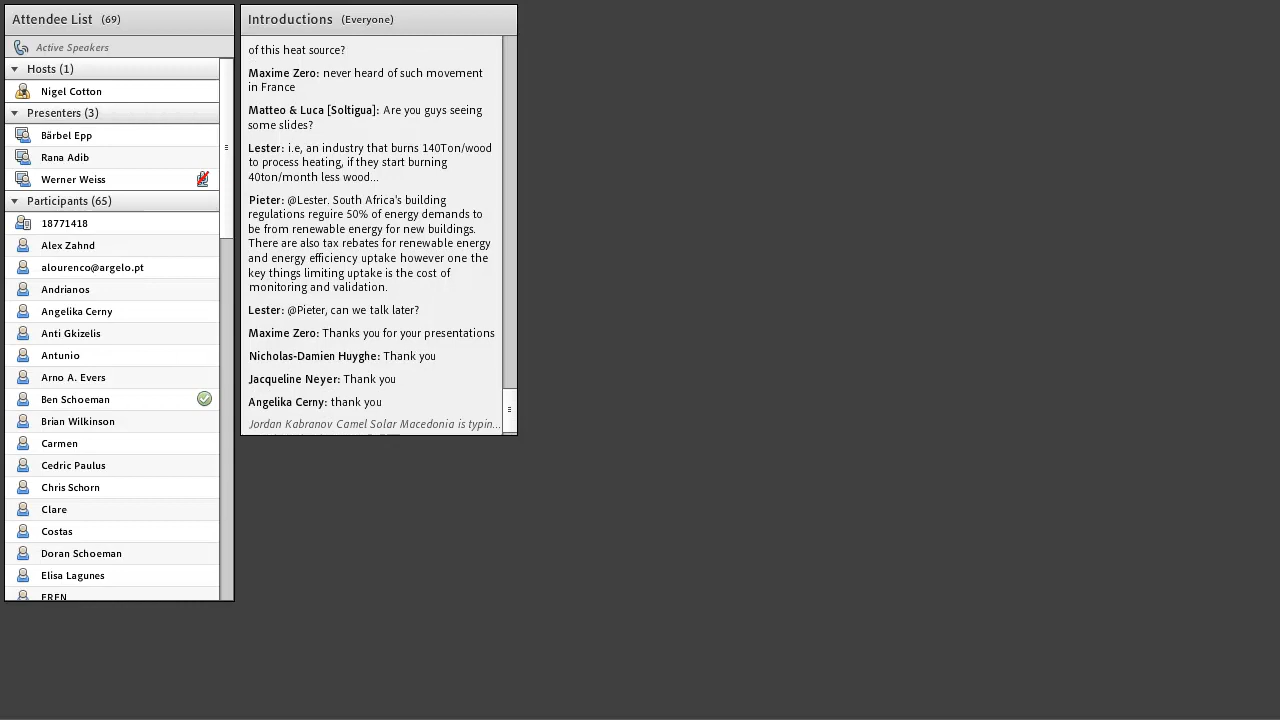 Attendee List (69)
Active Speakers
Hosts (1)
Nigel Cotton
Presenters (3)
Bärbel Epp
Rana Adib
Werner Weiss
Participants (65)
18771418
Alex Zahnd
alourenco@argelo.pt
Andrianos
Angelika Cerny
Anti Gkizelis
Antunio
Arno A. Evers
Ben Schoeman
Brian Wilkinson
Carmen
Cedric Paulus
Chris Schorn
Clare
Costas
Doran Schoeman
Elisa Lagunes
Introductions (Everyone)
of this heat source?
Maxime Zero: never heard of such movement
in France
Matteo & Luca [Soltigua]: Are you guys seeing
some slides?
Lester: i.e, an industry that burns 140Ton/wood
to process heating, if they start burning
40ton/month less wood...
Pieter: @Lester. South Africa's building
regulations reguire 50% of energy demands to
be from renewable energy for new buildings.
There are also tax rebates for renewable energy
and energy efficiency uptake however one the
key things limiting uptake is the cost of
monitoring and validation.
Lester: @Pieter, can we talk later?
Maxime Zero: Thanks you for your presentations
Nicholas-Damien Huyghe: Thank you
Jacqueline Neyer: Thank you
Angelika Cerny: thank you
Jordan Kabranov Camel Solar Macedonia is typin...